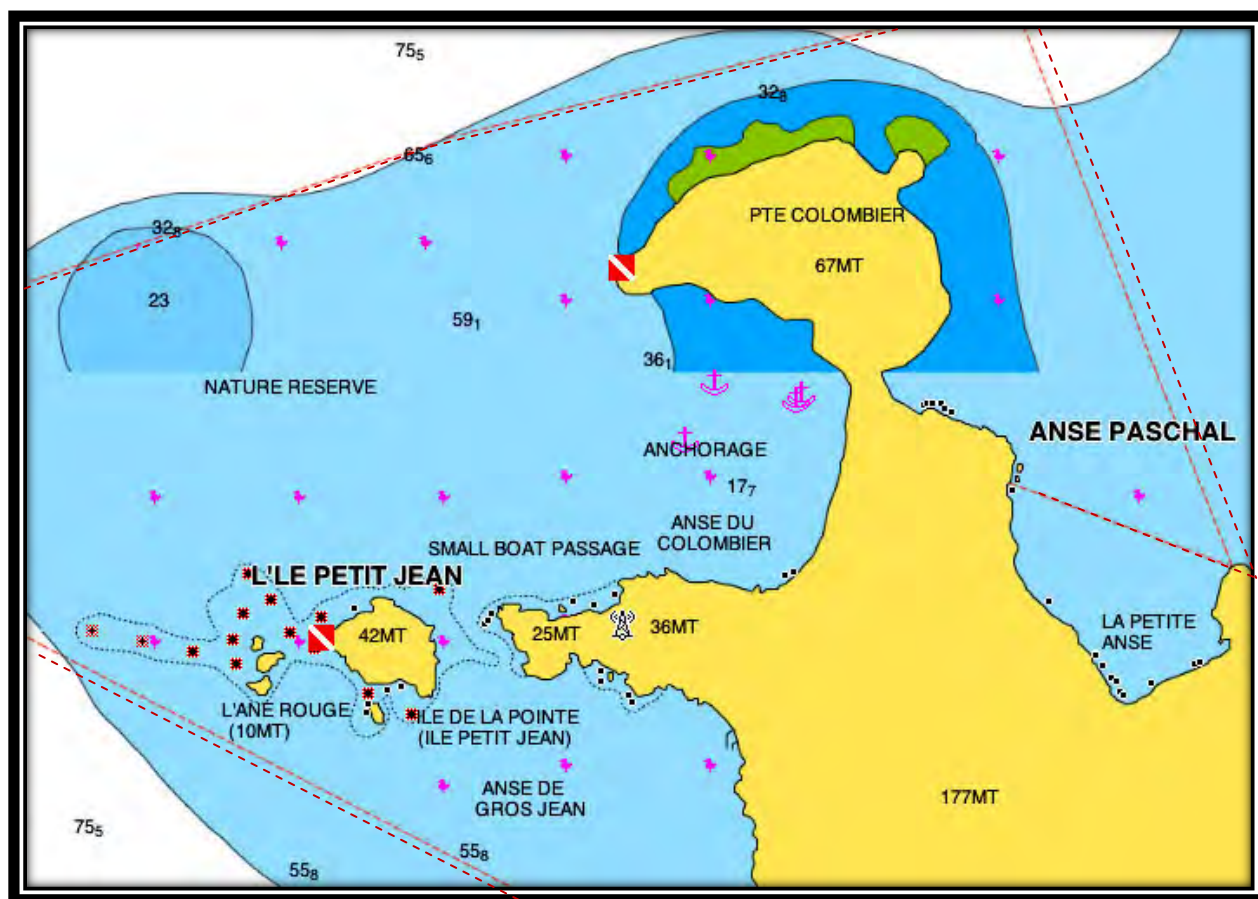 75₅
32₈
65₆
PTE COLOMBIER
32₈
67MT
23
59₁
36₁
NATURE RESERVE
ANSE PASCHAL
ANCHORAGE
17₇
ANSE DU
COLOMBIER
SMALL BOAT PASSAGE
L'LE PETIT JEAN
42MT
25MT
36MT
LA PETITE
ANSE
L'ANE ROUGE
(10MT)
ILE DE LA POINTE
(ILE PETIT JEAN)
ANSE DE
GROS JEAN
177MT
75₅
55₈
55₈